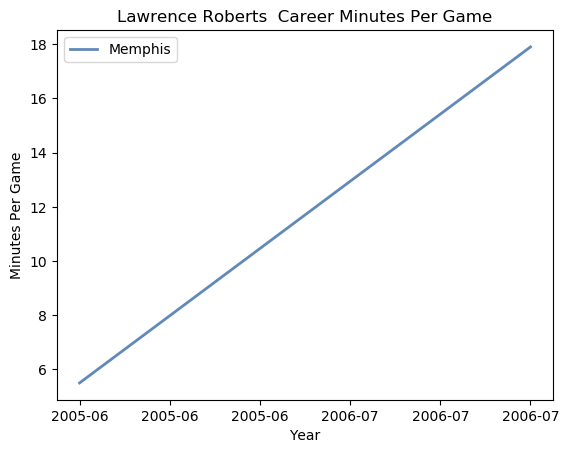 Lawrence Roberts  Career Minutes Per Game
Memphis
18
16
14
12
10
8
6
Minutes Per Game
2005-06 2005-06 2005-06 2006-07 2006-07 2006-07
Year